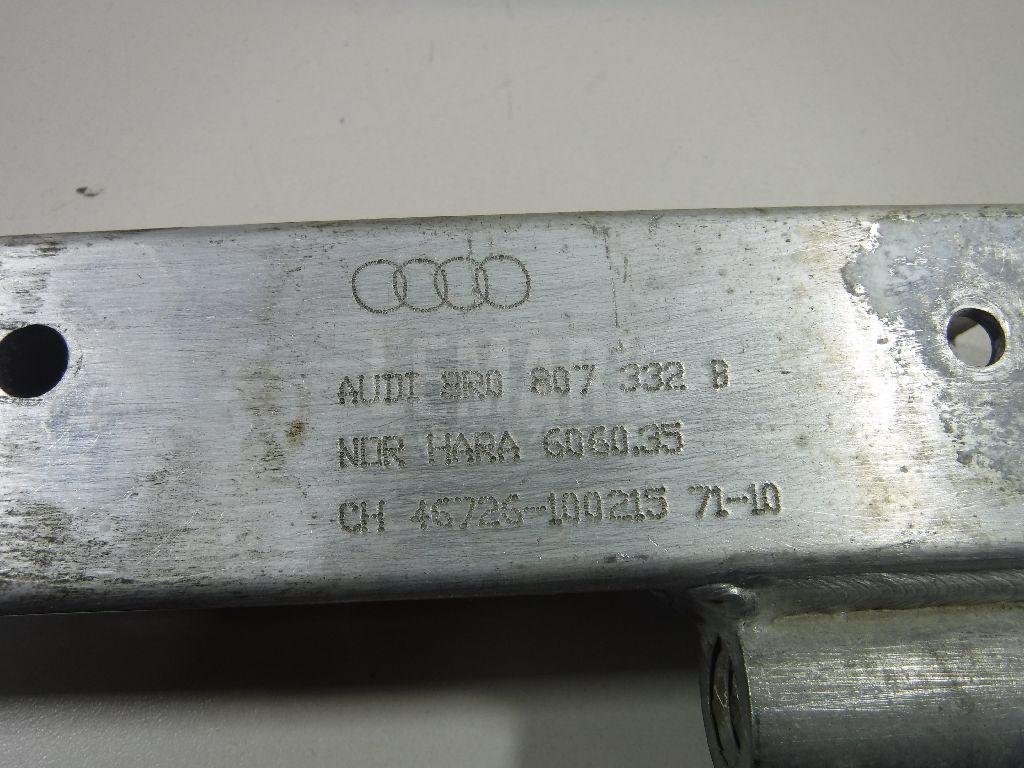 AUDI 8R0 807 332 B
NOR HARA 6060.35
CH 46726-100215 71-10